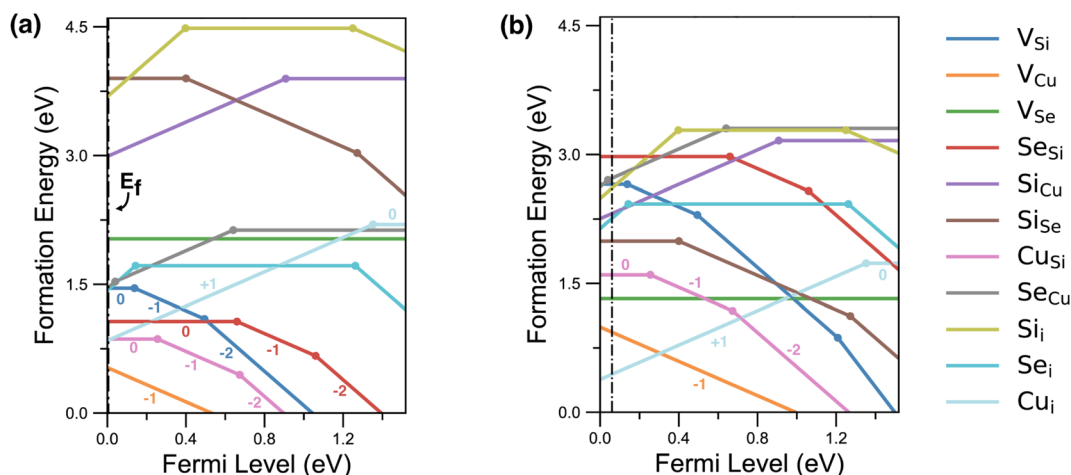 (a)
(b)
Formation Energy (eV)
4.5
3.0
1.5
0.0
E_f
0
+1
0
-1
0
-1
-2
0
-1
-1
-2
-2
-1
0.0 0.4 0.8 1.2
Fermi Level (eV)
Formation Energy (eV)
4.5
3.0
1.5
0.0
0
-1
0
+1
-2
-1
0.0 0.4 0.8 1.2
Fermi Level (eV)
V_Si
V_Cu
V_Se
Se_Si
Si_Cu
Si_Se
Cu_Si
Se_Cu
Si_i
Se_i
Cu_i